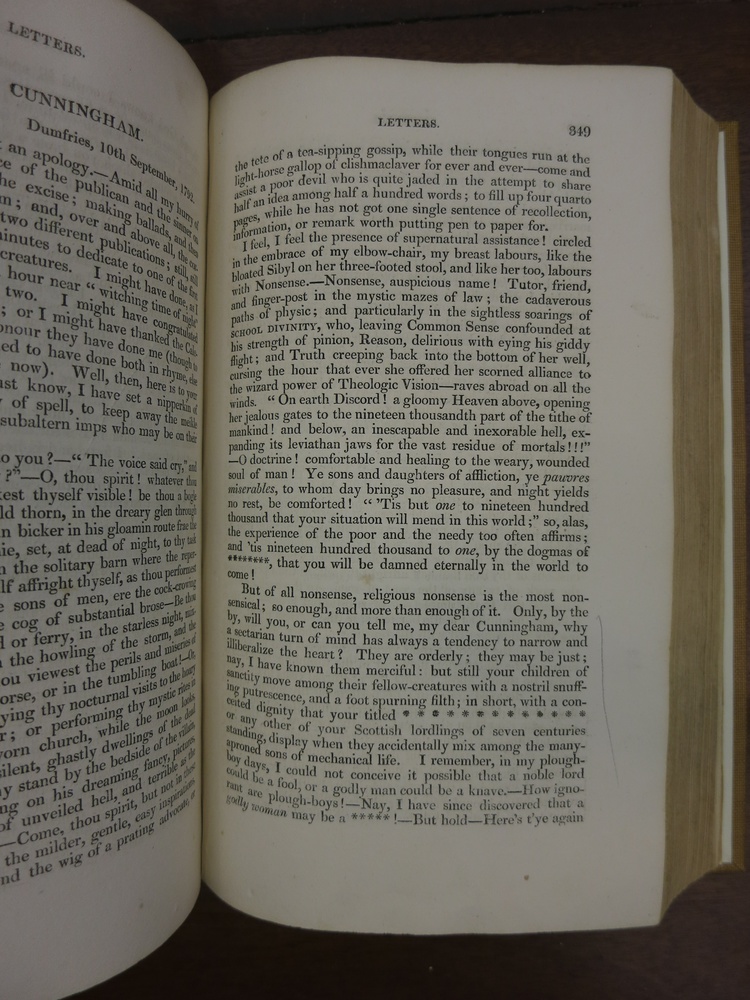 LETTERS.
CUNNINGHAM.
Dumfries, 10th September, 1792.
an apology.—Amid all my hurry of
ce of the publican and the sinner on
he excise; making ballads, and then
m; and, over and above all, the cor-
two different publications; still, still
inutes to dedicate to one of the first
creatures. I might have done, as I
hour near " witching time of night"
two. I might have congratulated
; or I might have thanked the Cale-
onour they have done me (though to
ed to have done both in rhyme, else
now). Well, then, here is to your
ust know, I have set a nipperkin of
of spell, to keep away the meikle
subaltern imps who may be on their
o you ?—" The voice said cry," and
?"—O, thou spirit! whatever thou
est thyself visible! be thou a bogle
ld thorn, in the dreary glen through
n bicker in his gloamin route frae the
ie, set, at dead of night, to thy task
n the solitary barn where the reper-
lf affright thyself, as thou performest
e sons of men, ere the cock-crowing
e cog of substantial brose—Be thou
d or ferry, in the starless night, mix-
h the howling of the storm, and the
ou viewest the perils and miseries of
orse, or in the tumbling boat!—Or,
ying thy nocturnal visits to the hoary
r; or performing thy mystic rites in
vorn church, while the moon looks,
silent, ghastly dwellings of the dead
y stand by the bedside of the villain,
ng on his dreaming fancy, pictures,
of unveiled hell, and terrible as the
—Come, thou spirit, but not in these
the milder, gentle, easy inspirations
nd the wig of a prating advocate,
LETTERS. 349
the tete of a tea-sipping gossip, while their tongues run at the
light-horse gallop of clishmaclaver for ever and ever—come and
assist a poor devil who is quite jaded in the attempt to share
half an idea among half a hundred words; to fill up four quarto
pages, while he has not got one single sentence of recollection,
information, or remark worth putting pen to paper for.
I feel, I feel the presence of supernatural assistance! circled
in the embrace of my elbow-chair, my breast labours, like the
bloated Sibyl on her three-footed stool, and like her too, labours
with Nonsense.—Nonsense, auspicious name! Tutor, friend,
and finger-post in the mystic mazes of law; the cadaverous
paths of physic; and particularly in the sightless soarings of
SCHOOL DIVINITY, who, leaving Common Sense confounded at
his strength of pinion, Reason, delirious with eying his giddy
flight; and Truth creeping back into the bottom of her well,
cursing the hour that ever she offered her scorned alliance to
the wizard power of Theologic Vision—raves abroad on all the
winds. " On earth Discord! a gloomy Heaven above, opening
her jealous gates to the nineteen thousandth part of the tithe of
mankind! and below, an inescapable and inexorable hell, ex-
panding its leviathan jaws for the vast residue of mortals!!!"
—O doctrine! comfortable and healing to the weary, wounded
soul of man! Ye sons and daughters of affliction, ye pauvres
miserables, to whom day brings no pleasure, and night yields
no rest, be comforted! " 'Tis but one to nineteen hundred
thousand that your situation will mend in this world;" so, alas,
the experience of the poor and the needy too often affirms;
and 'tis nineteen hundred thousand to one, by the dogmas of
********, that you will be damned eternally in the world to
come!
But of all nonsense, religious nonsense is the most non-
sensical; so enough, and more than enough of it. Only, by the
by, will you, or can you tell me, my dear Cunningham, why
a sectarian turn of mind has always a tendency to narrow and
illiberalize the heart? They are orderly; they may be just;
nay, I have known them merciful: but still your children of
sanctity move among their fellow-creatures with a nostril snuff-
ing putrescence, and a foot spurning filth; in short, with a con-
ceited dignity that your titled * * * * * * * * * * * * *
or any other of your Scottish lordlings of seven centuries
standing, display when they accidentally mix among the many-
aproned sons of mechanical life. I remember, in my plough-
boy days, I could not conceive it possible that a noble lord
could be a fool, or a godly man could be a knave.—How igno-
rant are plough-boys!—Nay, I have since discovered that a
godly woman may be a *****!—But hold—Here's t'ye again